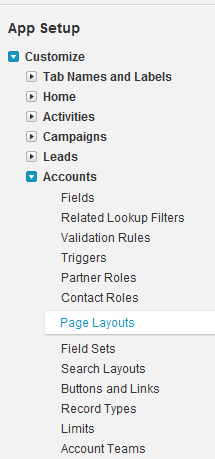 App Setup
Customize
Tab Names and Labels
Home
Activities
Campaigns
Leads
Accounts
Fields
Related Lookup Filters
Validation Rules
Triggers
Partner Roles
Contact Roles
Page Layouts
Field Sets
Search Layouts
Buttons and Links
Record Types
Limits
Account Teams